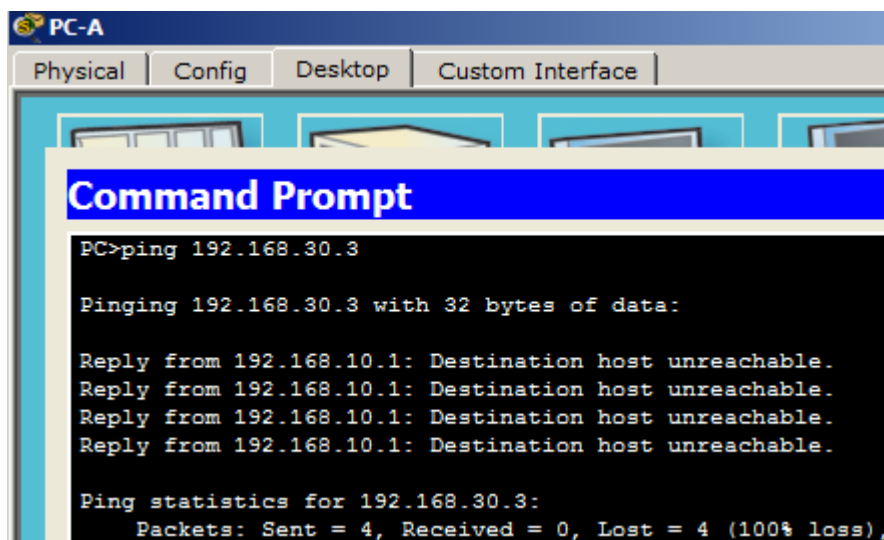 PC-A
Physical Config Desktop Custom Interface
Command Prompt
PC>ping 192.168.30.3
Pinging 192.168.30.3 with 32 bytes of data:
Reply from 192.168.10.1: Destination host unreachable.
Reply from 192.168.10.1: Destination host unreachable.
Reply from 192.168.10.1: Destination host unreachable.
Reply from 192.168.10.1: Destination host unreachable.
Ping statistics for 192.168.30.3:
Packets: Sent = 4, Received = 0, Lost = 4 (100% loss),